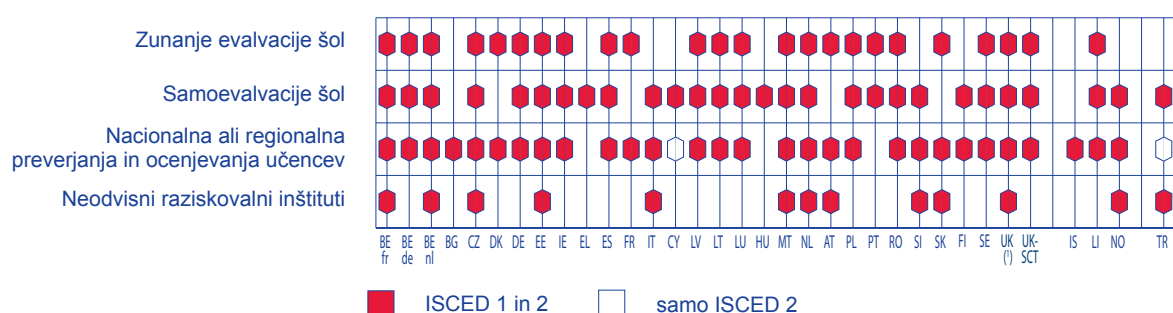 Zunanje evalvacije šol
Samoevalvacije šol
Nacionalna ali regionalna
preverjanja in ocenjevanja učencev
Neodvisni raziskovalni inštituti
BE BE BE BG CZ DK DE EE IE EL ES FR IT CY LV LT LU HU MT NL AT PL PT RO SI SK FI SE UK UK- IS LI NO TR
fr de nl (¹) SCT
ISCED 1 in 2 samo ISCED 2